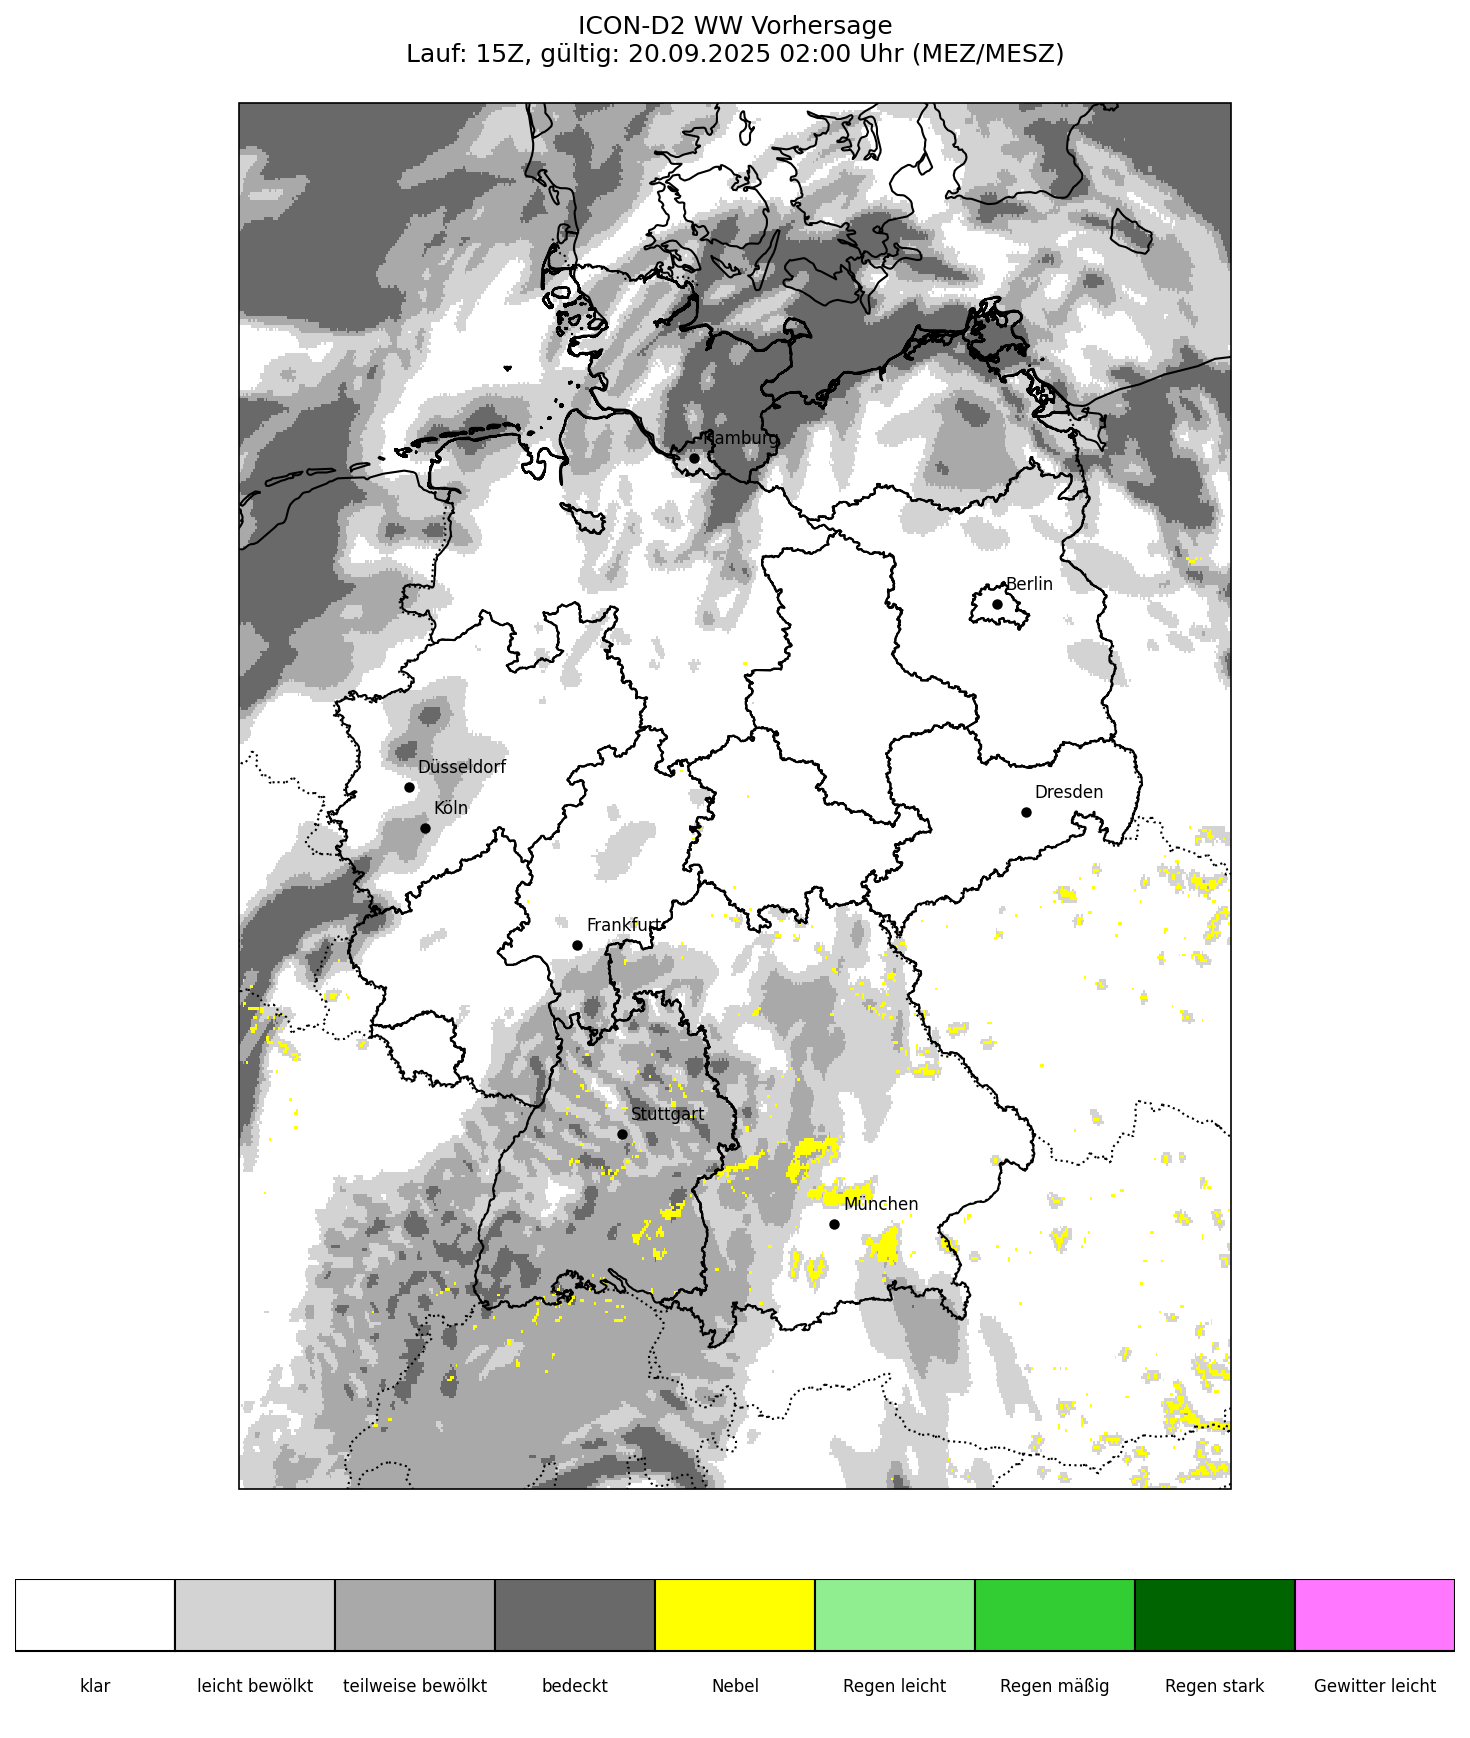 ICON-D2 WW Vorhersage
Lauf: 15Z, gültig: 20.09.2025 02:00 Uhr (MEZ/MESZ)
Hamburg
Berlin
Düsseldorf
Dresden
Köln
Frankfurt
Stuttgart
München
klar
leicht bewölkt
teilweise bewölkt
bedeckt
Nebel
Regen leicht
Regen mäßig
Regen stark
Gewitter leicht